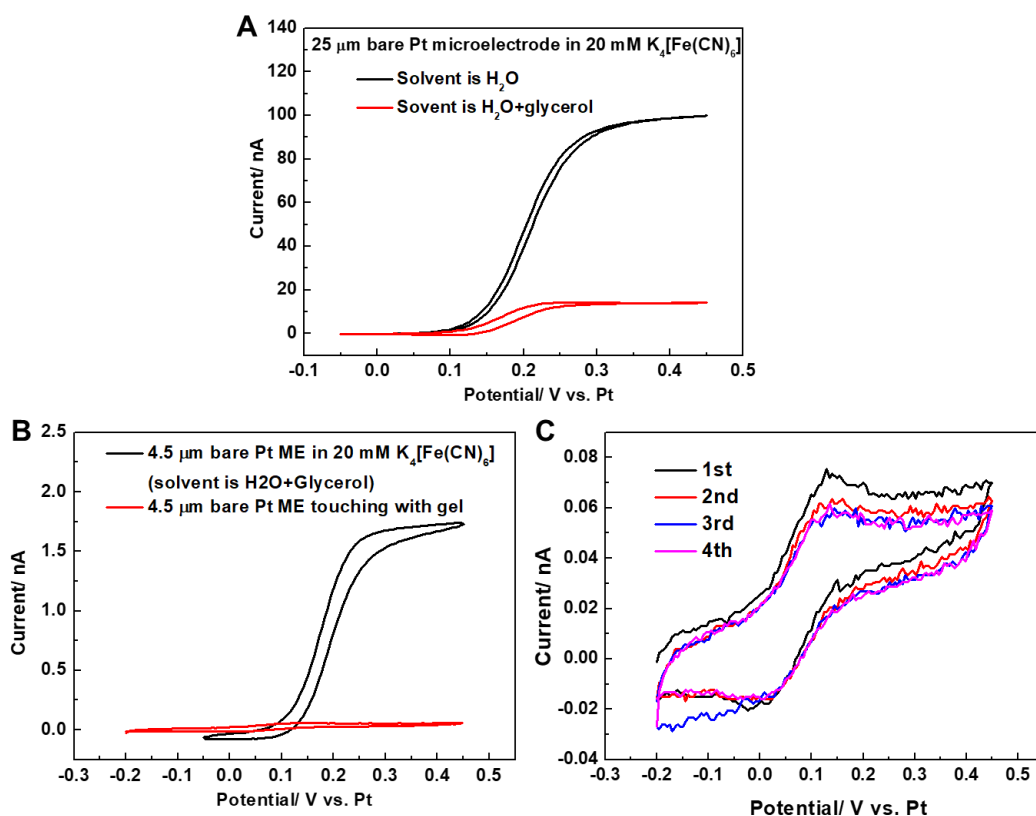 A
25 μm bare Pt microelectrode in 20 mM K4[Fe(CN)6]
Solvent is H2O
Sovent is H2O+glycerol
Current/ nA
140
120
100
80
60
40
20
0
-0.1 0.0 0.1 0.2 0.3 0.4 0.5
Potential/ V vs. Pt
B
4.5 μm bare Pt ME in 20 mM K4[Fe(CN)6]
(solvent is H2O+Glycerol)
4.5 μm bare Pt ME touching with gel
Current/ nA
2.5
2.0
1.5
1.0
0.5
0.0
-0.3 -0.2 -0.1 0.0 0.1 0.2 0.3 0.4 0.5
Potential/ V vs. Pt
C
1st
2nd
3rd
4th
Current/ nA
0.08
0.06
0.04
0.02
0.00
-0.02
-0.04
-0.3 -0.2 -0.1 0.0 0.1 0.2 0.3 0.4 0.5
Potential/ V vs. Pt